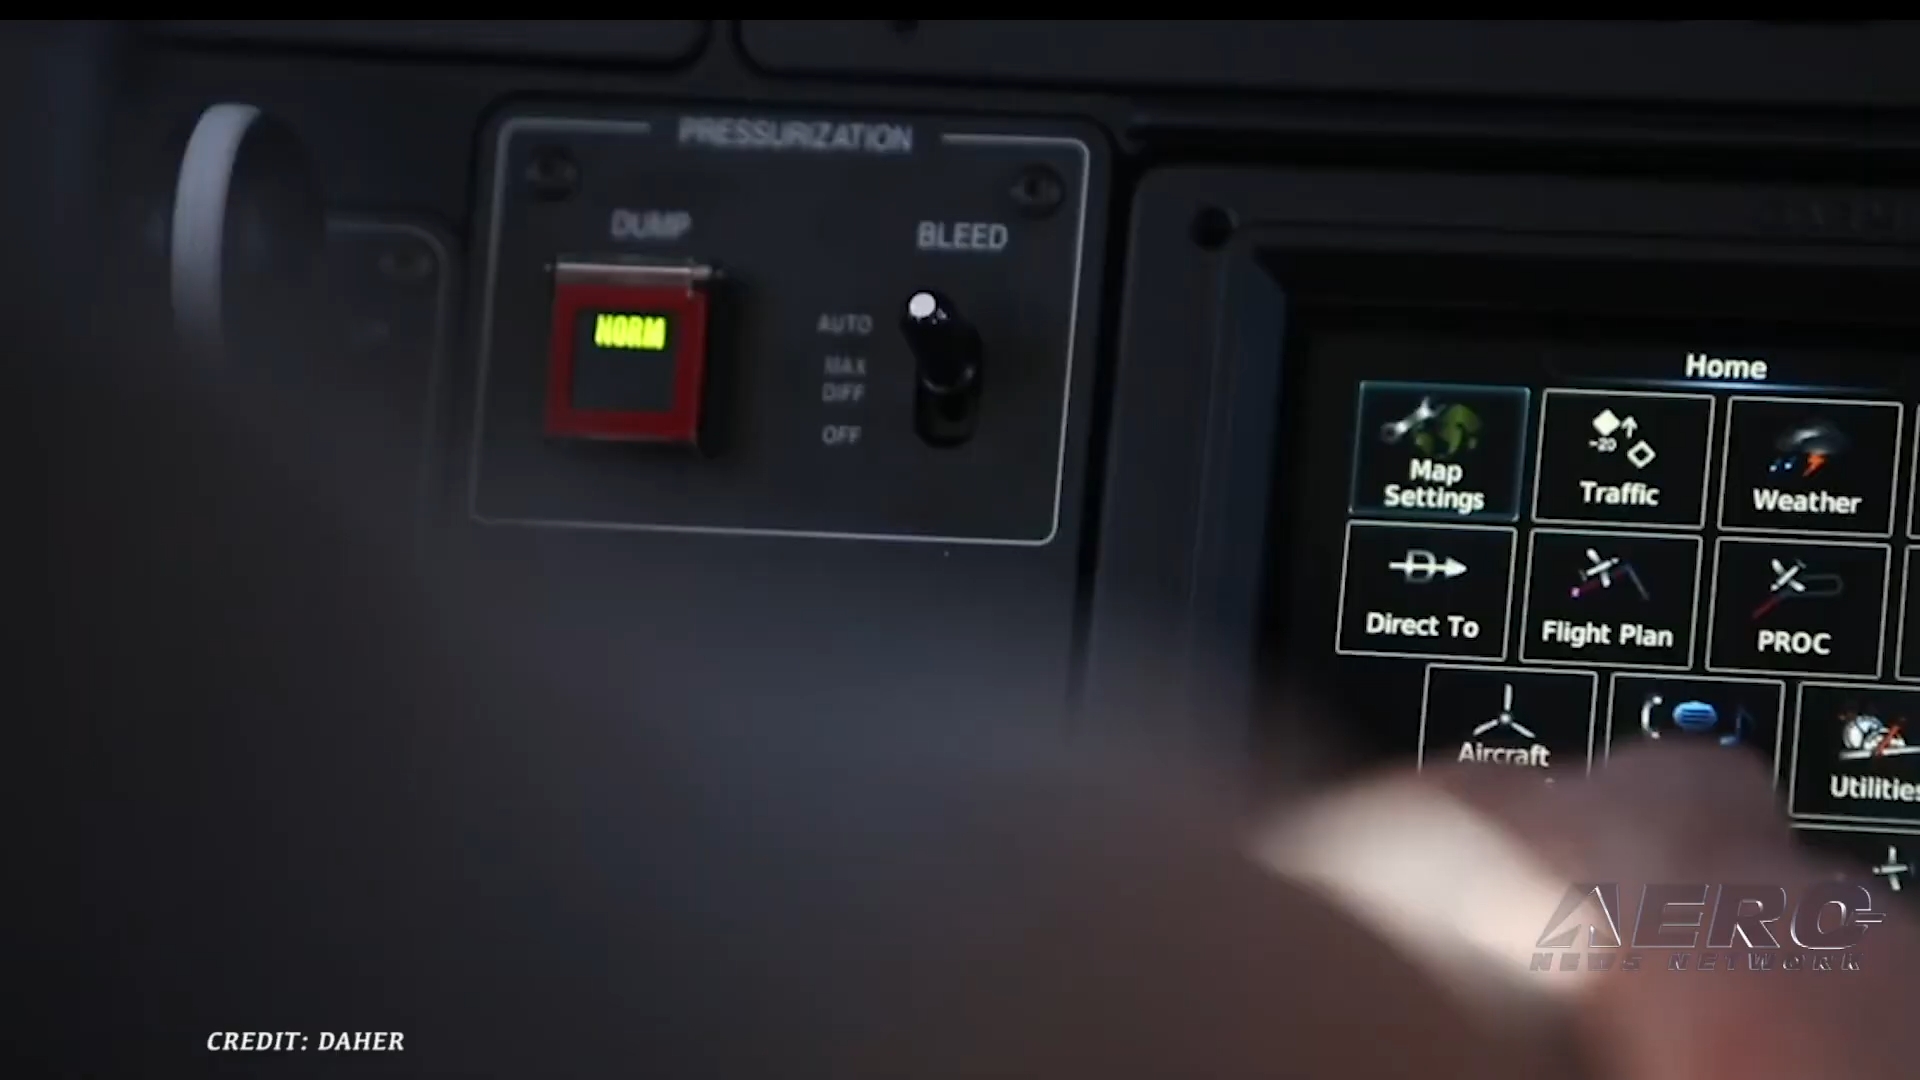 PRESSURIZATION
DUMP
BLEED
NORM
AUTO
MAX
DIFF
OFF
Home
Map
Settings
Traffic
-20
Weather
Direct To
Flight Plan
PROC
Aircraft
Utilities
AERO
NEWS NETWORK
CREDIT: DAHER